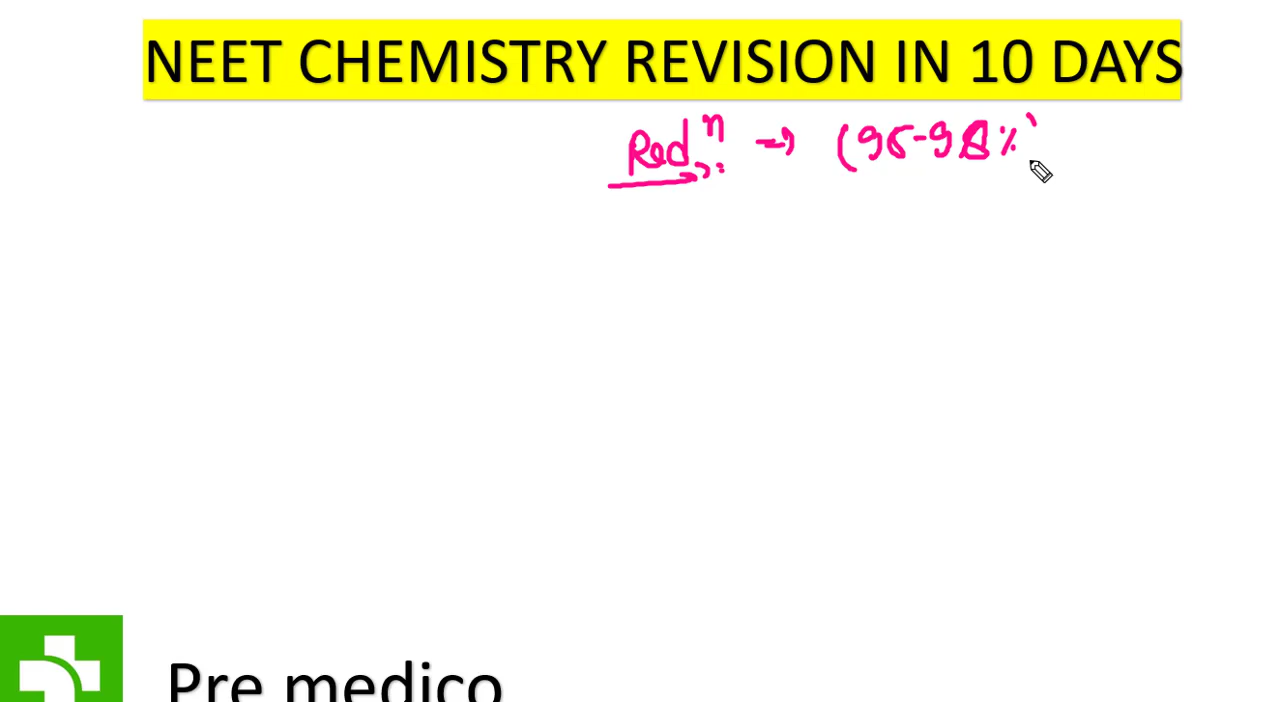 NEET CHEMISTRY REVISION IN 10 DAYS
Redⁿ → (95-98%)
Pre medico